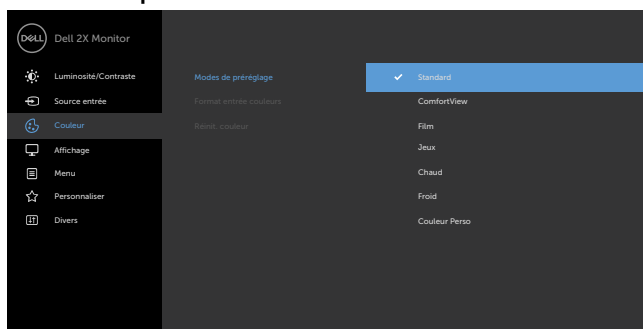 DELL
Dell 2X Monitor
Luminosité/Contraste
Source entrée
Couleur
Affichage
Menu
Personnaliser
Divers
Modes de préréglage
Format entrée couleurs
Réinit. couleur
Standard
ComfortView
Film
Jeux
Chaud
Froid
Couleur Perso